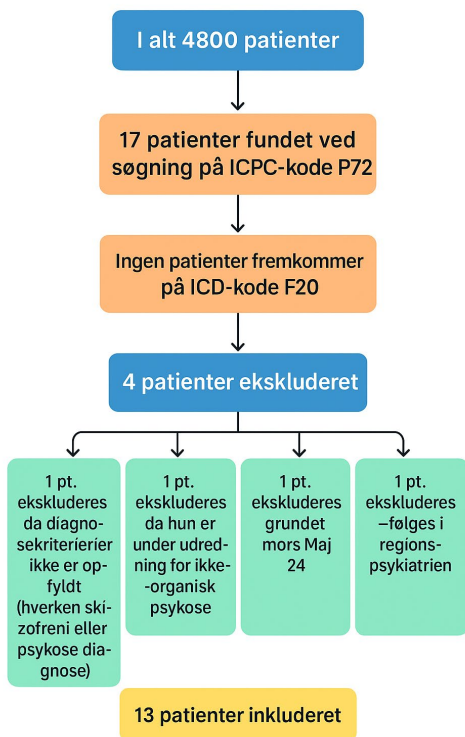 I alt 4800 patienter
17 patienter fundet ved
søgning på ICPC-kode P72
Ingen patienter fremkommer
på ICD-kode F20
4 patienter ekskluderet
1 pt.
ekskluderes
da diagno-
sekriterierier
ikke er op-
fyldt
(hverken skí-
zofreni eller
psykose dia-
gnose)
1 pt.
ekskluderes
da hun er
under udred-
ning for ikke-
-organisk
psykose
1 pt.
ekskluderes
grundet
mors Maj
24
1 pt.
ekskluderes
–følges i
regions-
psykiatrien
13 patienter inkluderet